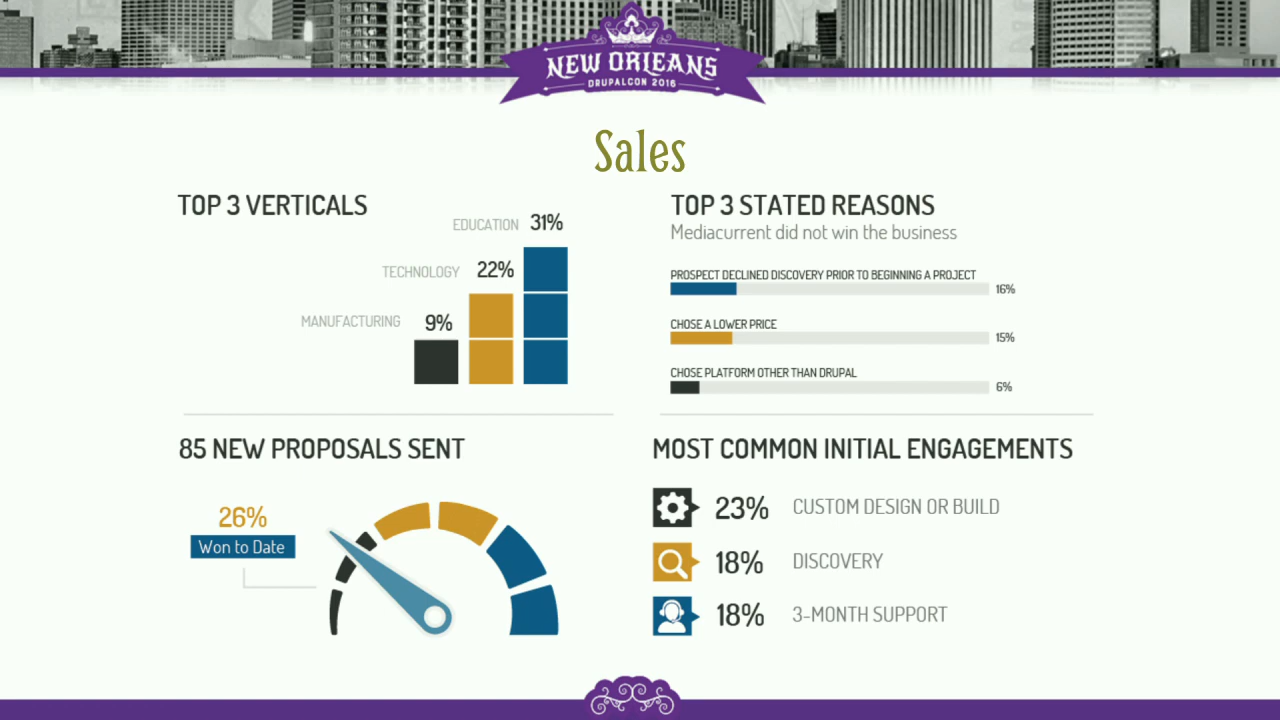 NEW ORLEANS
DRUPALCON 2016
Sales
TOP 3 VERTICALS
EDUCATION 31%
TECHNOLOGY 22%
MANUFACTURING 9%
TOP 3 STATED REASONS
Mediacurrent did not win the business
PROSPECT DECLINED DISCOVERY PRIOR TO BEGINNING A PROJECT
16%
CHOSE A LOWER PRICE
15%
CHOSE PLATFORM OTHER THAN DRUPAL
6%
85 NEW PROPOSALS SENT
26%
Won to Date
MOST COMMON INITIAL ENGAGEMENTS
23% CUSTOM DESIGN OR BUILD
18% DISCOVERY
18% 3-MONTH SUPPORT